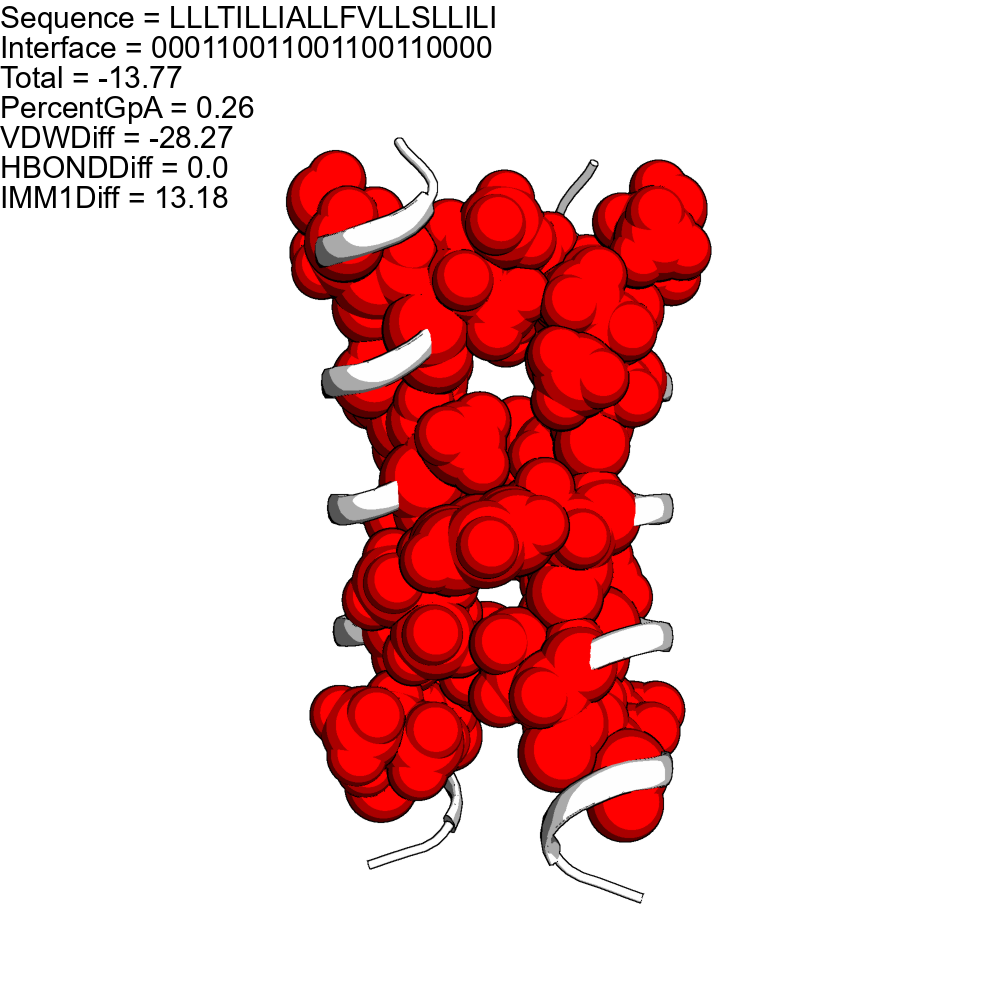 Sequence = LLLTILLIALLFVLLSLLILI
Interface = 000110011001100110000
Total = -13.77
PercentGpA = 0.26
VDWDiff = -28.27
HBONDDiff = 0.0
IMM1Diff = 13.18